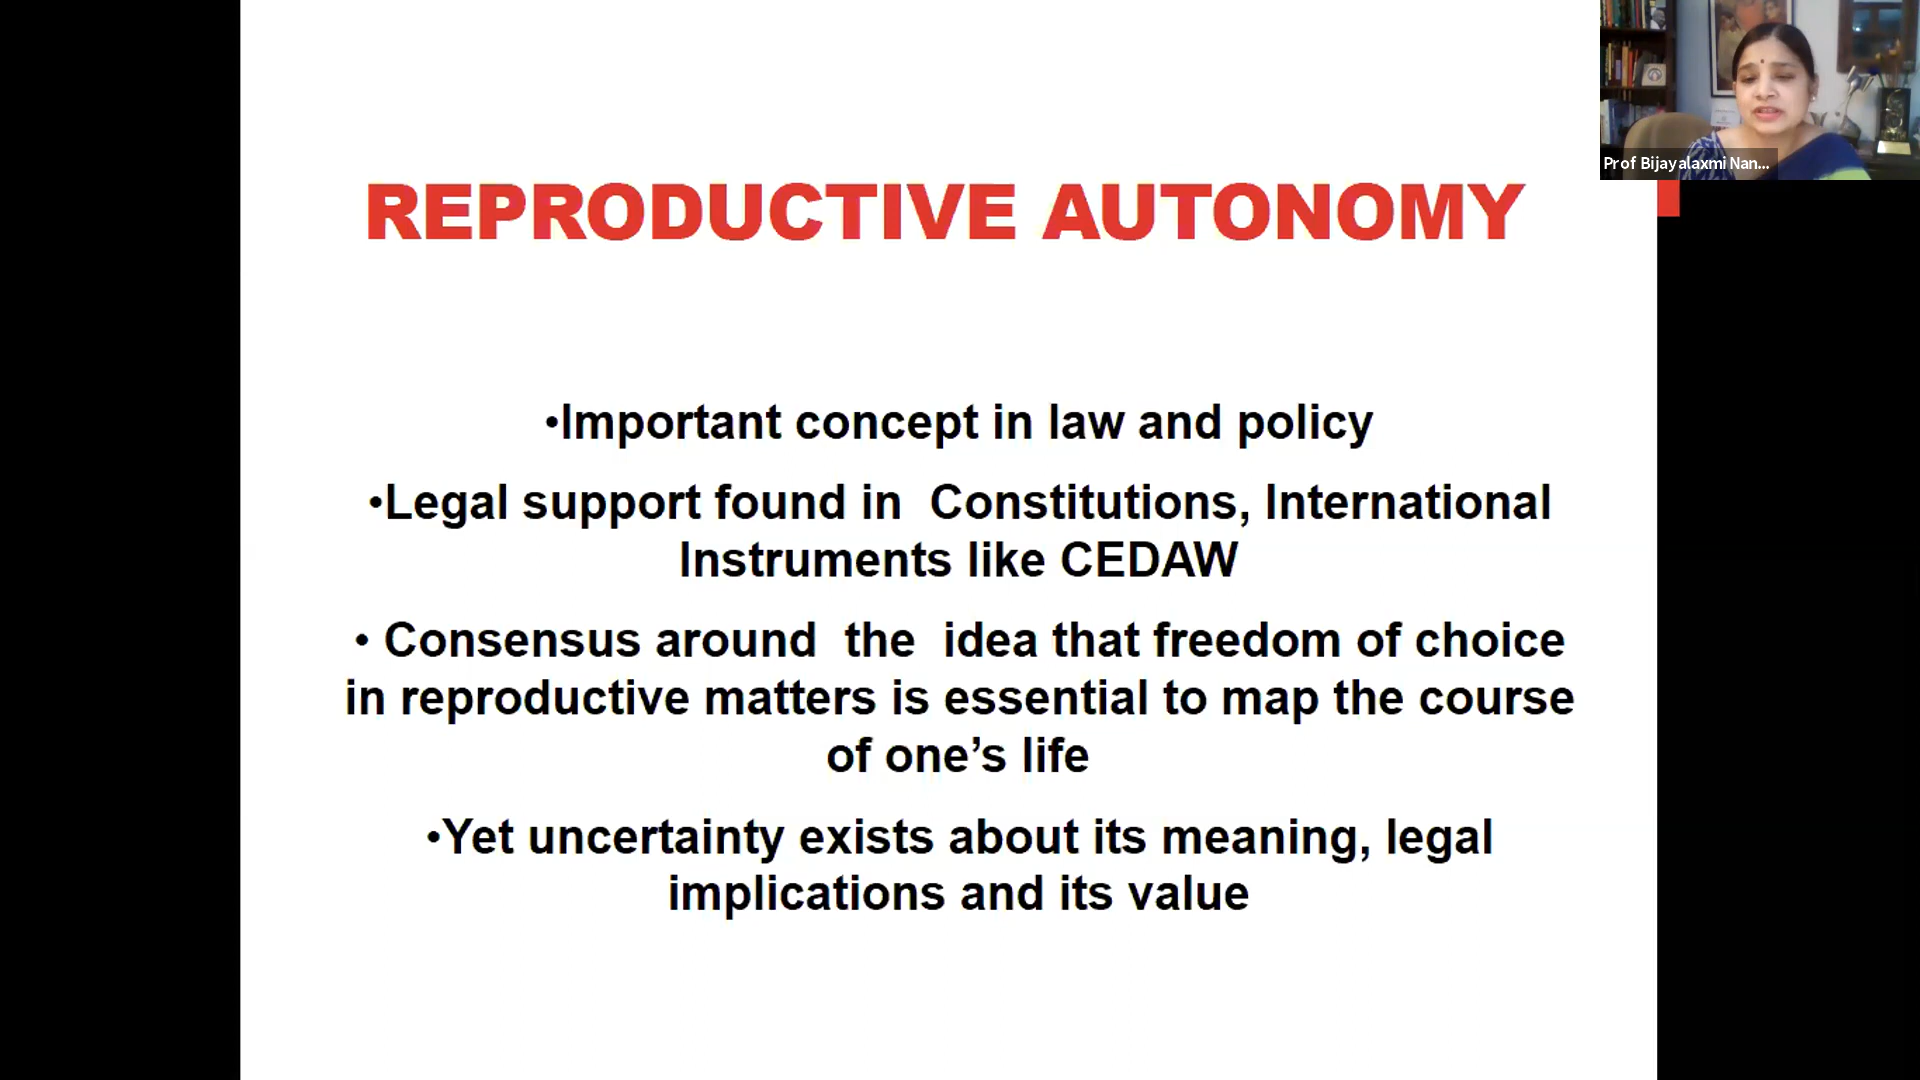 Prof Bijayalaxmi Nan...
REPRODUCTIVE AUTONOMY
•Important concept in law and policy
•Legal support found in  Constitutions, International
Instruments like CEDAW
• Consensus around  the  idea that freedom of choice
in reproductive matters is essential to map the course
of one’s life
•Yet uncertainty exists about its meaning, legal
implications and its value